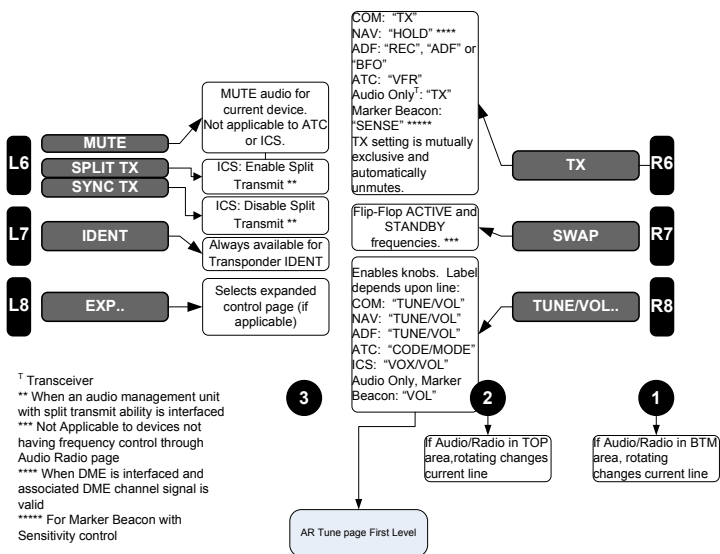 COM: “TX”
NAV: “HOLD” ****
ADF: “REC”, “ADF” or
“BFO”
ATC: “VFR”
Audio Only T: “TX”
Marker Beacon:
“SENSE” *****
TX setting is mutually
exclusive and
automatically
unmutes.
MUTE audio for
current device.
Not applicable to ATC
or ICS.
L6
MUTE
SPLIT TX
SYNC TX
ICS: Enable Split
Transmit **
ICS: Disable Split
Transmit **
TX
R6
L7
IDENT
Always available for
Transponder IDENT
Flip-Flop ACTIVE and
STANDBY
frequencies. ***
SWAP
R7
L8
EXP..
Selects expanded
control page (if
applicable)
Enables knobs. Label
depends upon line:
COM: “TUNE/VOL”
NAV: “TUNE/VOL”
ADF: “TUNE/VOL”
ATC: “CODE/MODE”
ICS: “VOX/VOL”
Audio Only, Marker
Beacon: “VOL”
TUNE/VOL..
R8
T Transceiver
** When an audio management unit
with split transmit ability is interfaced
*** Not Applicable to devices not
having frequency control through
Audio Radio page
**** When DME is interfaced and
associated DME channel signal is
valid
***** For Marker Beacon with
Sensitivity control
3
2
1
If Audio/Radio in TOP
area,rotating changes
current line
If Audio/Radio in BTM
area, rotating
changes current line
AR Tune page First Level